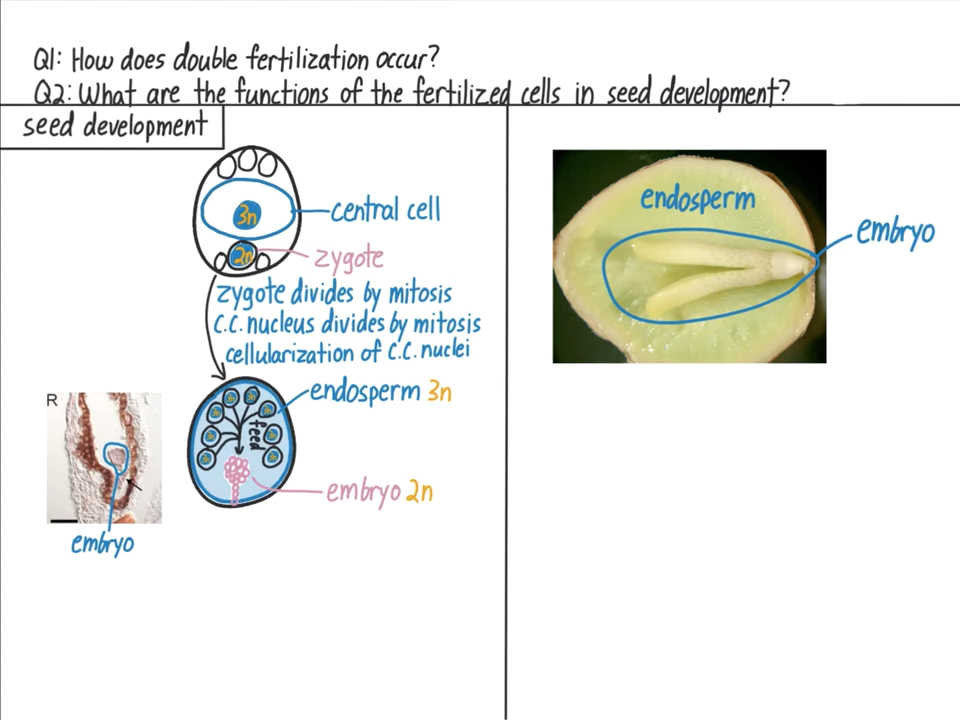 Q1: How does double fertilization occur?
Q2: What are the functions of the fertilized cells in seed development?
seed development
3n
central cell
2n
zygote
zygote divides by mitosis
C.C. nucleus divides by mitosis
cellularization of C.C. nuclei
endosperm 3n
feed
embryo 2n
R
embryo
endosperm
embryo